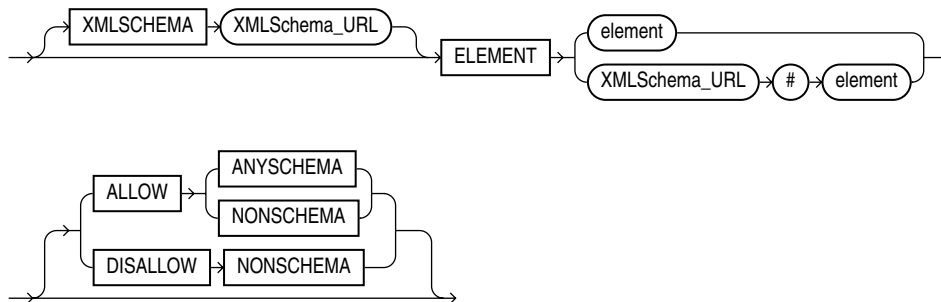 XMLSCHEMA XMLSchema_URL
ELEMENT element
XMLSchema_URL # element
ALLOW ANYSCHEMA
NONSCHEMA
DISALLOW NONSCHEMA